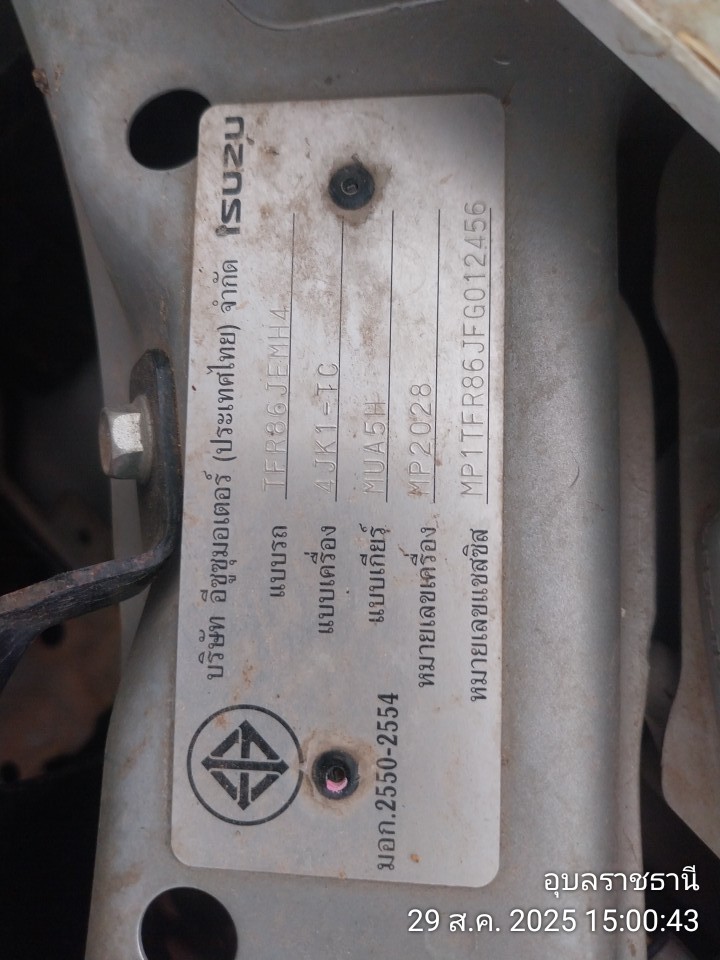 บริษัท อีซูซุมอเตอร์ (ประเทศไทย) จำกัด ISUZU
แบบรถ TFR86JEMH4
แบบเครื่อง 4JK1-TC
แบบเกียร์ MUA5H
หมายเลขเครื่อง MP2028
หมายเลขแชสซิส MP1TFR86JFG012456
มอก.2550-2554
อุบลราชธานี
29 ส.ค. 2025 15:00:43